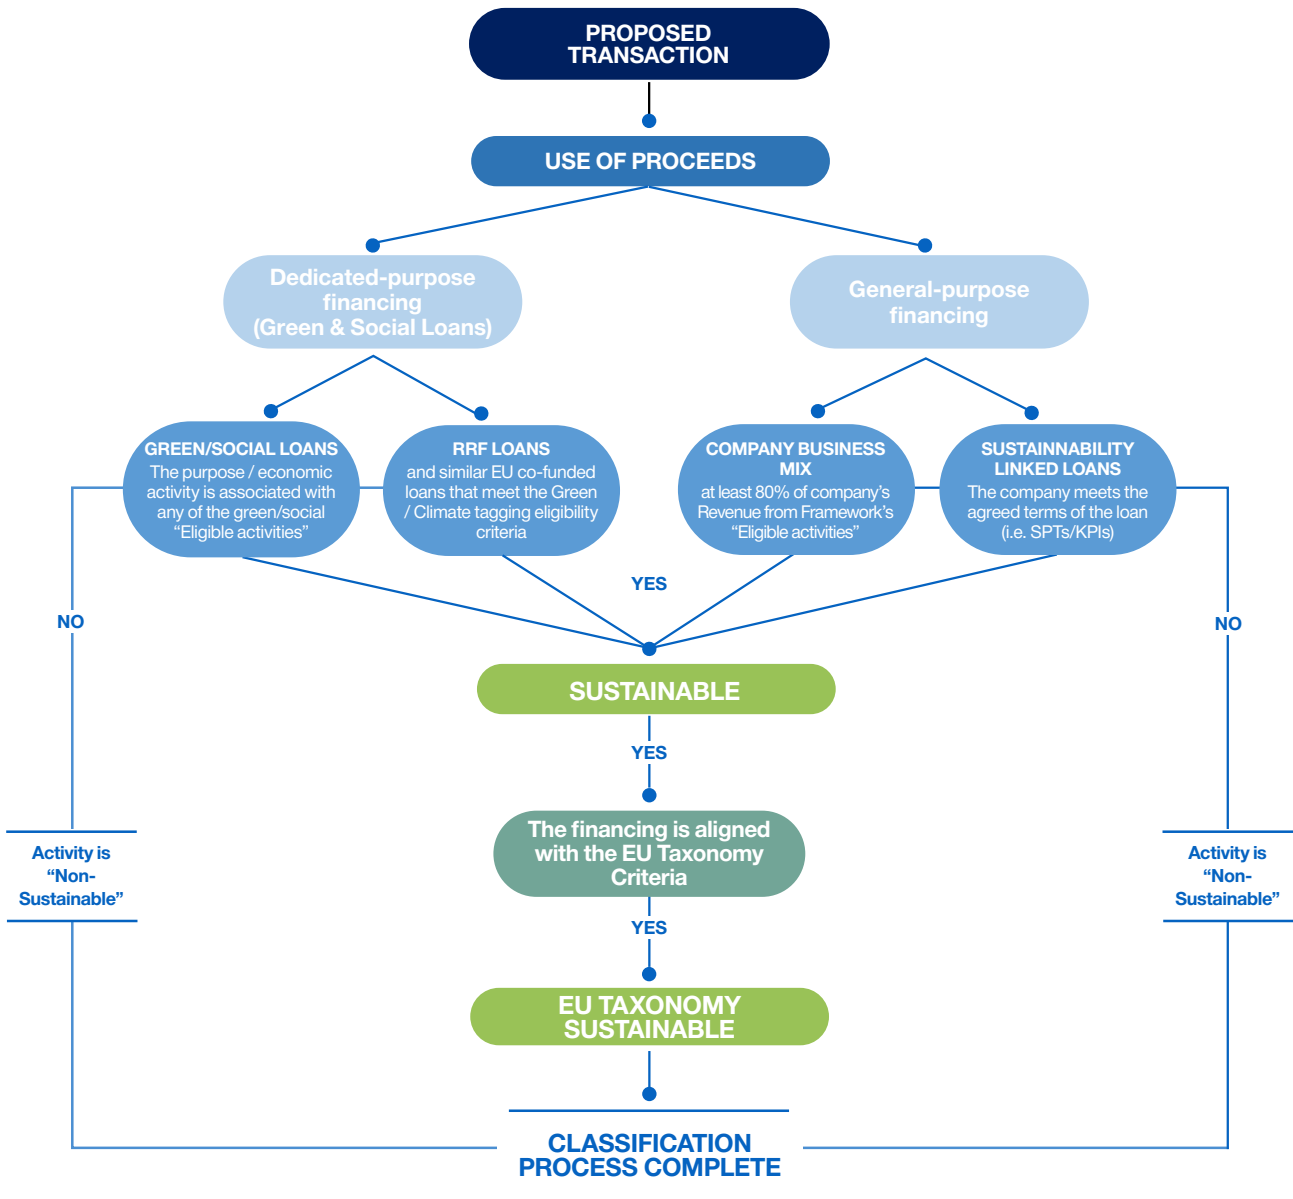 PROPOSED
TRANSACTION
USE OF PROCEEDS
Dedicated-purpose
financing
(Green & Social Loans)
General-purpose
financing
GREEN/SOCIAL LOANS
The purpose / economic
activity is associated with
any of the green/social
“Eligible activities”
RRF LOANS
and similar EU co-funded
loans that meet the Green
/ Climate tagging eligibility
criteria
COMPANY BUSINESS
MIX
at least 80% of company’s
Revenue from Framework’s
“Eligible activities”
SUSTAINNABILITY
LINKED LOANS
The company meets the
agreed terms of the loan
(i.e. SPTs/KPIs)
YES
NO
NO
SUSTAINABLE
YES
The financing is aligned
with the EU Taxonomy
Criteria
Activity is
“Non-
Sustainable”
Activity is
“Non-
Sustainable”
YES
EU TAXONOMY
SUSTAINABLE
CLASSIFICATION
PROCESS COMPLETE